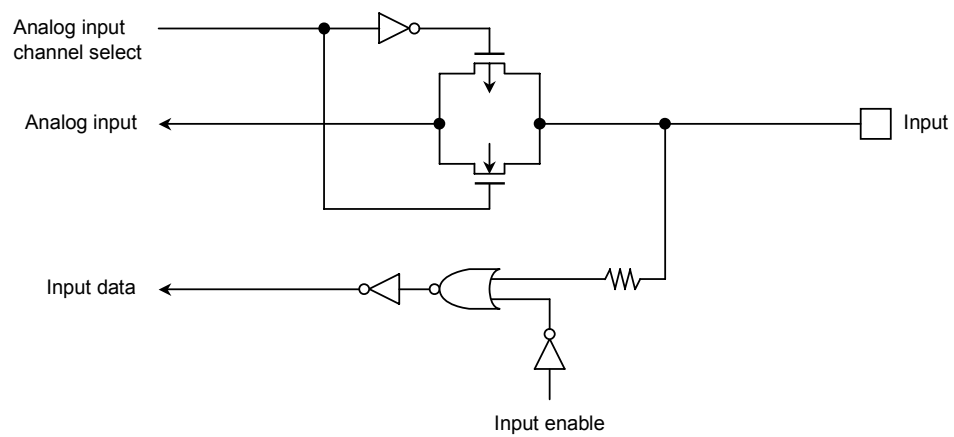 Analog input
channel select
Analog input
Input
Input data
Input enable